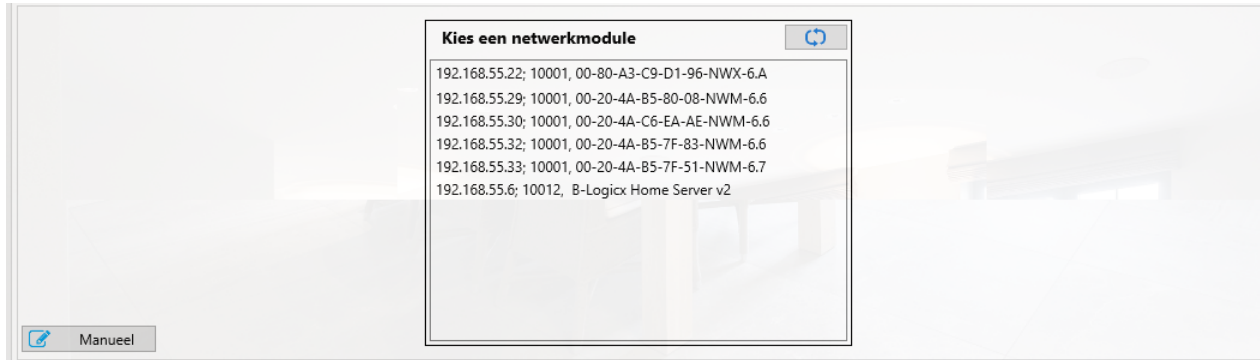 Kies een netwerkmodule
192.168.55.22; 10001, 00-80-A3-C9-D1-96-NWX-6.A
192.168.55.29; 10001, 00-20-4A-B5-80-08-NWM-6.6
192.168.55.30; 10001, 00-20-4A-C6-EA-AE-NWM-6.6
192.168.55.32; 10001, 00-20-4A-B5-7F-83-NWM-6.6
192.168.55.33; 10001, 00-20-4A-B5-7F-51-NWM-6.7
192.168.55.6; 10012,  B-Logicx Home Server v2
Manueel